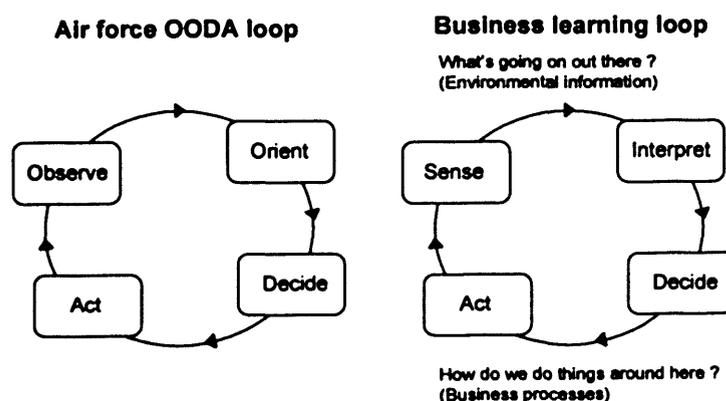 Air force OODA loop
Business learning loop
What's going on out there ?
(Environmental information)
Observe
Orient
Decide
Act
Sense
Interpret
Decide
Act
How do we do things around here ?
(Business processes)